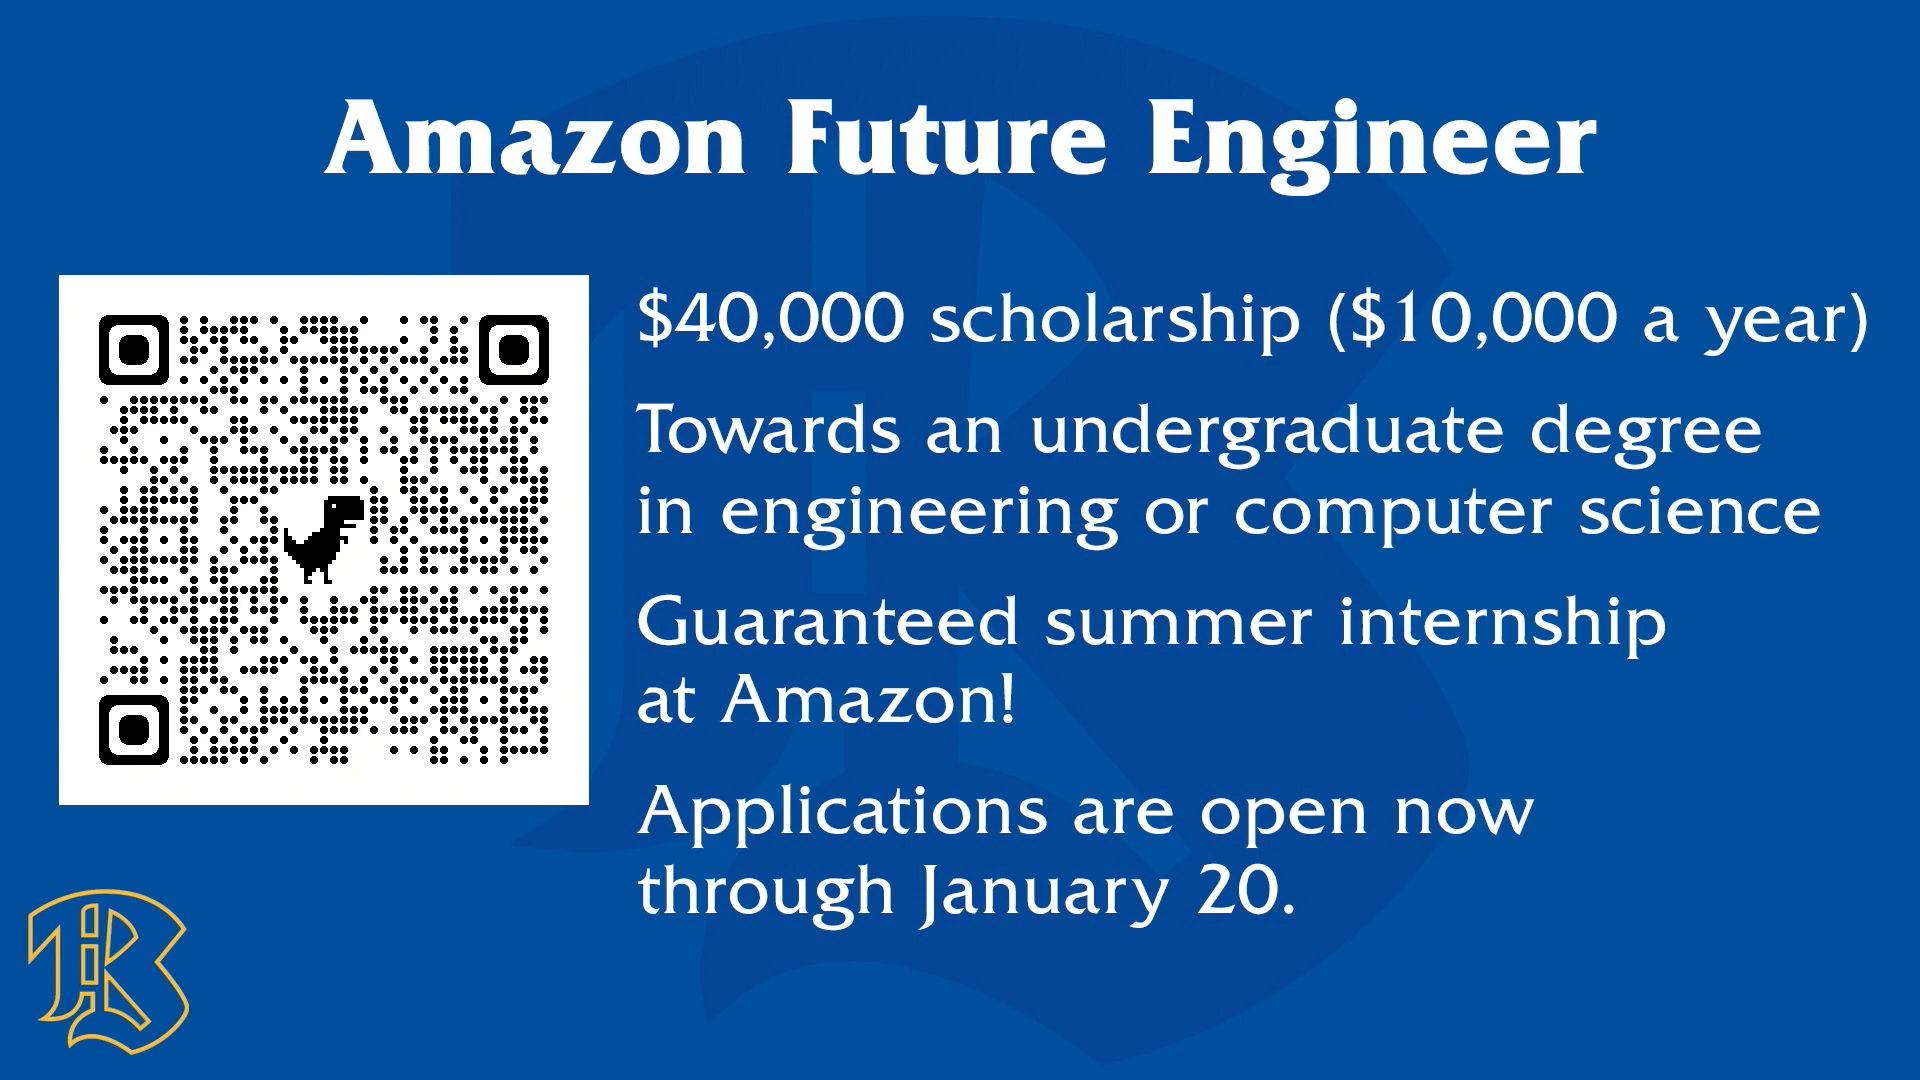 Amazon Future Engineer
$40,000 scholarship ($10,000 a year)
Towards an undergraduate degree
in engineering or computer science
Guaranteed summer internship
at Amazon!
Applications are open now
through January 20.
B